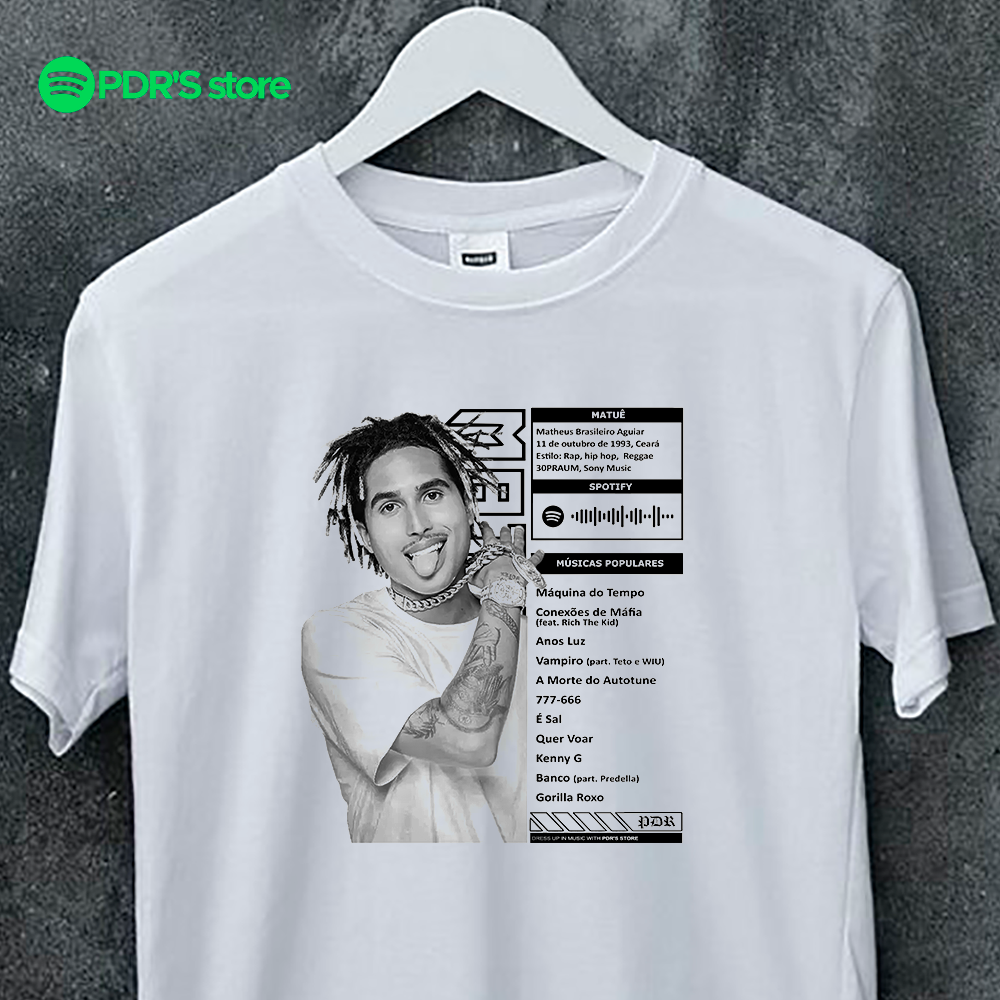 PDR'S store
MATUÊ
Matheus Brasileiro Aguiar
11 de outubro de 1993, Ceará
Estilo: Rap, hip hop, Reggae
30PRAUM, Sony Music
SPOTIFY
MÚSICAS POPULARES
Máquina do Tempo
Conexões de Máfia
(feat. Rich The Kid)
Anos Luz
Vampiro (part. Teto e WIU)
A Morte do Autotune
777-666
É Sal
Quer Voar
Kenny G
Banco (part. Predella)
Gorilla Roxo
PDR
DRESS UP IN MUSIC WITH PDR'S STORE